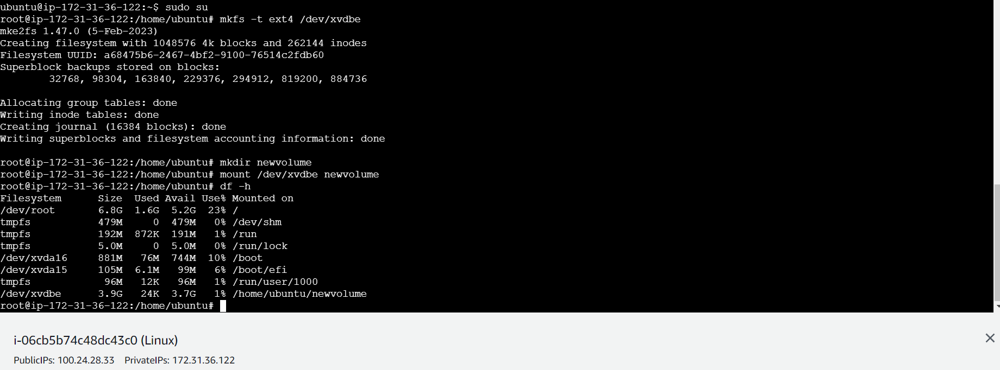 ubuntu@ip-172-31-36-122:~$ sudo su
root@ip-172-31-36-122:/home/ubuntu# mkfs -t ext4 /dev/xvdbe
mke2fs 1.47.0 (5-Feb-2023)
Creating filesystem with 1048576 4k blocks and 262144 inodes
Filesystem UUID: a68475b6-2467-4bf2-9100-76514c2fdb60
Superblock backups stored on blocks:
        32768, 98304, 163840, 229376, 294912, 819200, 884736
Allocating group tables: done
Writing inode tables: done
Creating journal (16384 blocks): done
Writing superblocks and filesystem accounting information: done
root@ip-172-31-36-122:/home/ubuntu# mkdir newvolume
root@ip-172-31-36-122:/home/ubuntu# mount /dev/xvdbe newvolume
root@ip-172-31-36-122:/home/ubuntu# df -h
Filesystem      Size  Used Avail Use% Mounted on
/dev/root       6.8G  1.6G  5.2G  23% /
tmpfs           479M     0  479M   0% /dev/shm
tmpfs           192M  872K  191M   1% /run
tmpfs           5.0M     0  5.0M   0% /run/lock
/dev/xvda16     881M   76M  744M  10% /boot
/dev/xvda15     105M  6.1M   99M   6% /boot/efi
tmpfs            96M   12K   96M   1% /run/user/1000
/dev/xvdbe      3.9G   24K  3.7G   1% /home/ubuntu/newvolume
root@ip-172-31-36-122:/home/ubuntu#
i-06cb5b74c48dc43c0 (Linux)
PublicIPs: 100.24.28.33 PrivateIPs: 172.31.36.122